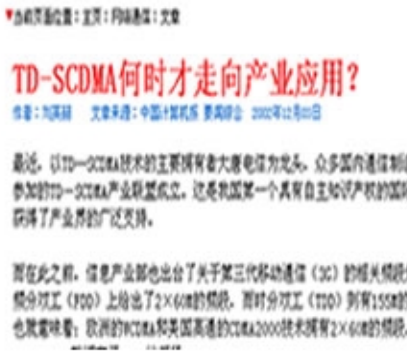 ▼当前页面位置：主页：网络通信：文章
TD-SCDMA何时才走向产业应用？
作者：刘英丽 文章来源：中国计算机报 要闻综合 2002年12月03日
最近，以TD—SCDMA技术的主要拥有者大唐电信为龙头，众多国内通信制造
参加的TD—SCDMA产业联盟成立。这是我国第一个具有自主知识产权的国际
获得了产业界的广泛支持。
而在此之前，信息产业部也出台了关于第三代移动通信（3G）的相关频段
频分双工（FDD）上给出了2×60M的频段，而时分双工（TDD）则有155M的
也就意味着：欧洲的WCDMA和美国高通的CDMA2000技术拥有2×60M的频段，